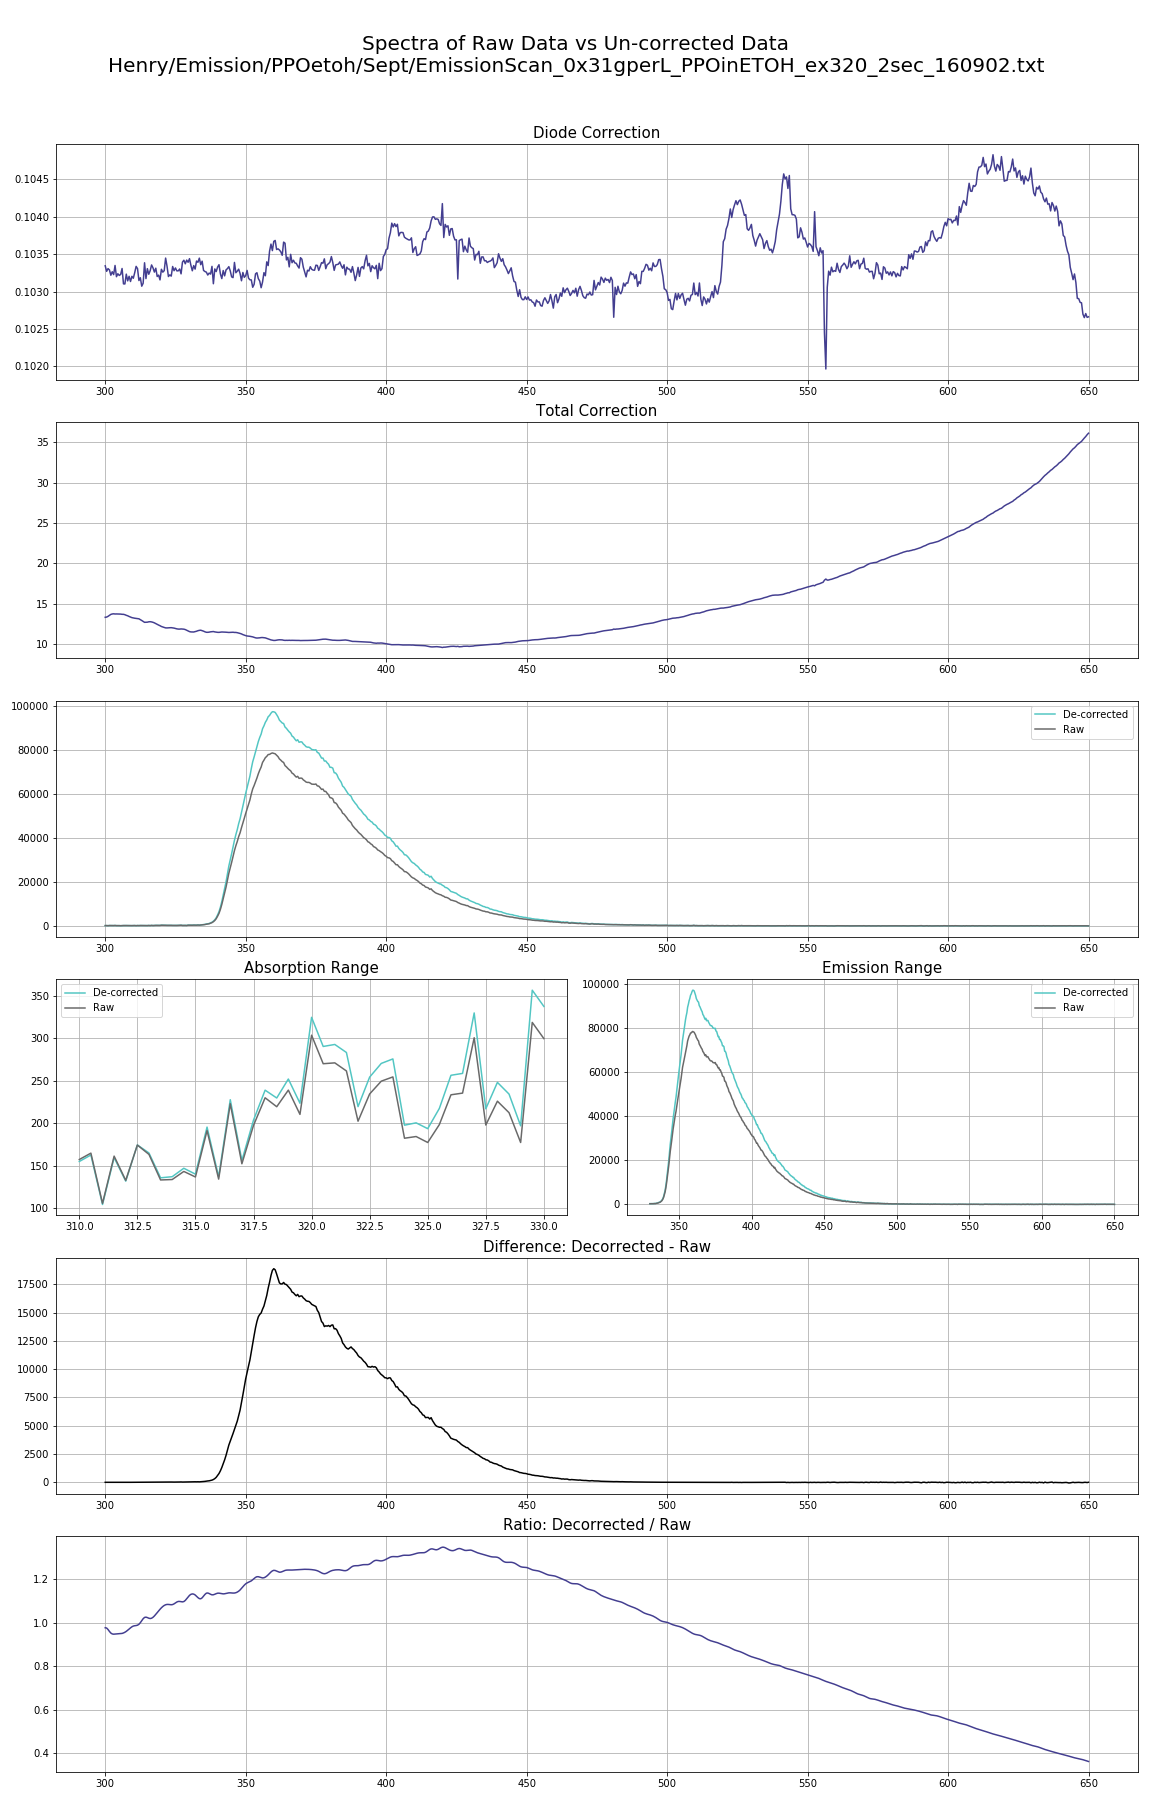 Spectra of Raw Data vs Un-corrected Data
Henry/Emission/PPOetoh/Sept/EmissionScan_0x31gperL_PPOinETOH_ex320_2sec_160902.txt
Diode Correction
0.1045
0.1040
0.1035
0.1030
0.1025
0.1020
300 350 400 450 500 550 600 650
Total Correction
35
30
25
20
15
10
300 350 400 450 500 550 600 650
100000
80000
60000
40000
20000
0
De-corrected
Raw
300 350 400 450 500 550 600 650
Absorption Range
350
300
250
200
150
100
De-corrected
Raw
310.0 312.5 315.0 317.5 320.0 322.5 325.0 327.5 330.0
Emission Range
100000
80000
60000
40000
20000
0
De-corrected
Raw
350 400 450 500 550 600 650
Difference: Decorrected - Raw
17500
15000
12500
10000
7500
5000
2500
0
300 350 400 450 500 550 600 650
Ratio: Decorrected / Raw
1.2
1.0
0.8
0.6
0.4
300 350 400 450 500 550 600 650